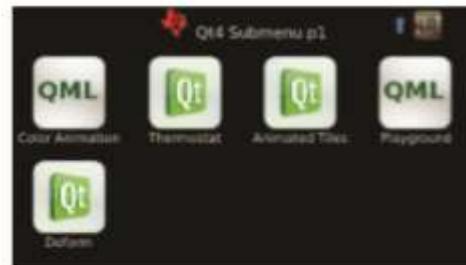 Qt4 Submenu p1
QML Qt Qt QML
Color Animation Thermostat Animated Tiles Playground
Qt
Deform